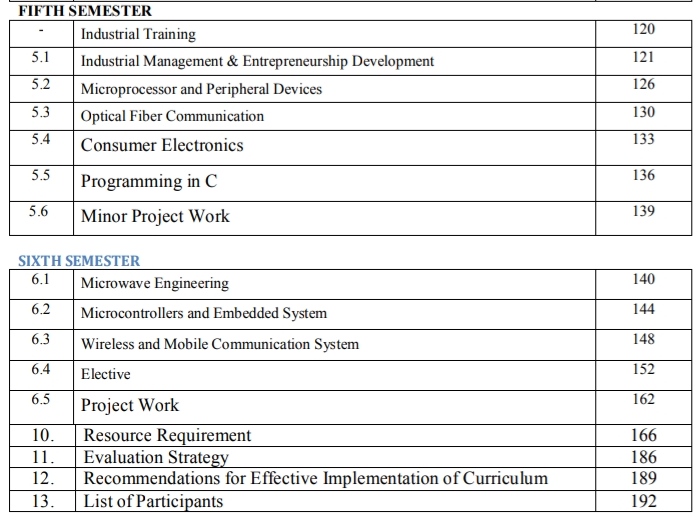 FIFTH SEMESTER
- Industrial Training 120
5.1 Industrial Management & Entrepreneurship Development 121
5.2 Microprocessor and Peripheral Devices 126
5.3 Optical Fiber Communication 130
5.4 Consumer Electronics 133
5.5 Programming in C 136
5.6 Minor Project Work 139
SIXTH SEMESTER
6.1 Microwave Engineering 140
6.2 Microcontrollers and Embedded System 144
6.3 Wireless and Mobile Communication System 148
6.4 Elective 152
6.5 Project Work 162
10. Resource Requirement 166
11. Evaluation Strategy 186
12. Recommendations for Effective Implementation of Curriculum 189
13. List of Participants 192